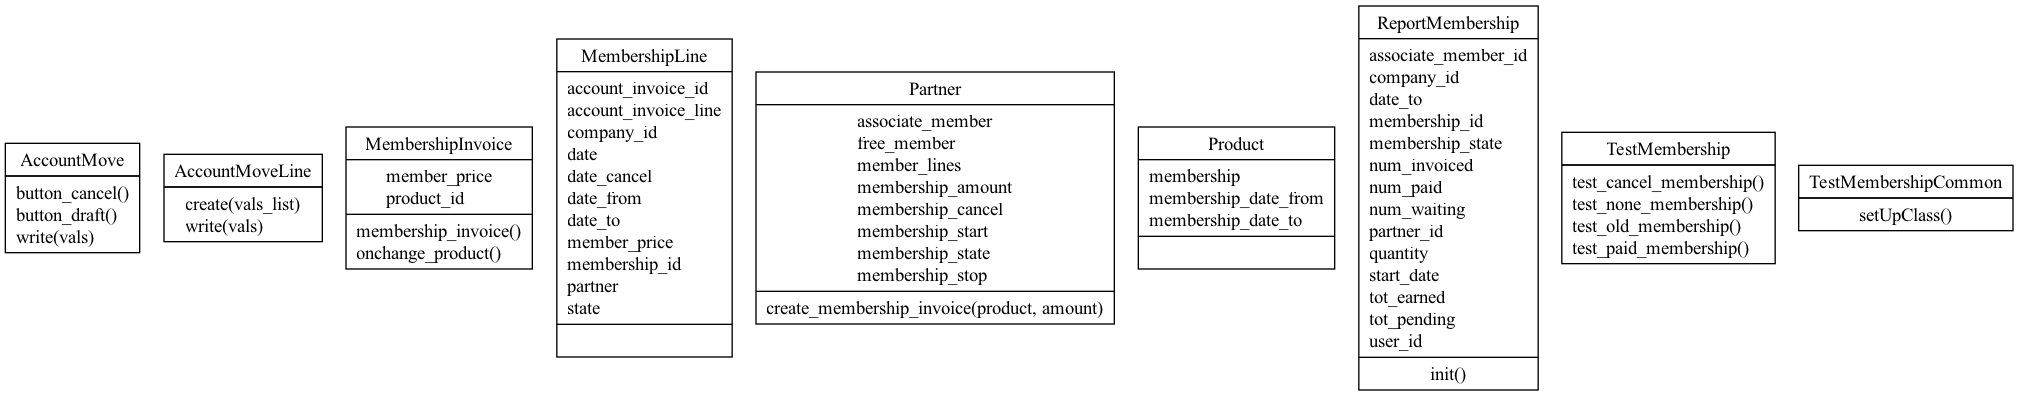 AccountMove
button_cancel()
button_draft()
write(vals)
AccountMoveLine
create(vals_list)
write(vals)
MembershipInvoice
member_price
product_id
membership_invoice()
onchange_product()
MembershipLine
account_invoice_id
account_invoice_line
company_id
date
date_cancel
date_from
date_to
member_price
membership_id
partner
state
Partner
associate_member
free_member
member_lines
membership_amount
membership_cancel
membership_start
membership_state
membership_stop
create_membership_invoice(product, amount)
Product
membership
membership_date_from
membership_date_to
ReportMembership
associate_member_id
company_id
date_to
membership_id
membership_state
num_invoiced
num_paid
num_waiting
partner_id
quantity
start_date
tot_earned
tot_pending
user_id
init()
TestMembership
test_cancel_membership()
test_none_membership()
test_old_membership()
test_paid_membership()
TestMembershipCommon
setUpClass()